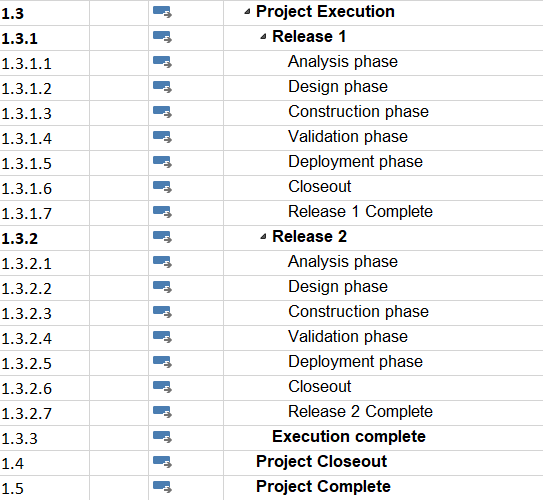 1.3 Project Execution
1.3.1 Release 1
1.3.1.1 Analysis phase
1.3.1.2 Design phase
1.3.1.3 Construction phase
1.3.1.4 Validation phase
1.3.1.5 Deployment phase
1.3.1.6 Closeout
1.3.1.7 Release 1 Complete
1.3.2 Release 2
1.3.2.1 Analysis phase
1.3.2.2 Design phase
1.3.2.3 Construction phase
1.3.2.4 Validation phase
1.3.2.5 Deployment phase
1.3.2.6 Closeout
1.3.2.7 Release 2 Complete
1.3.3 Execution complete
1.4 Project Closeout
1.5 Project Complete